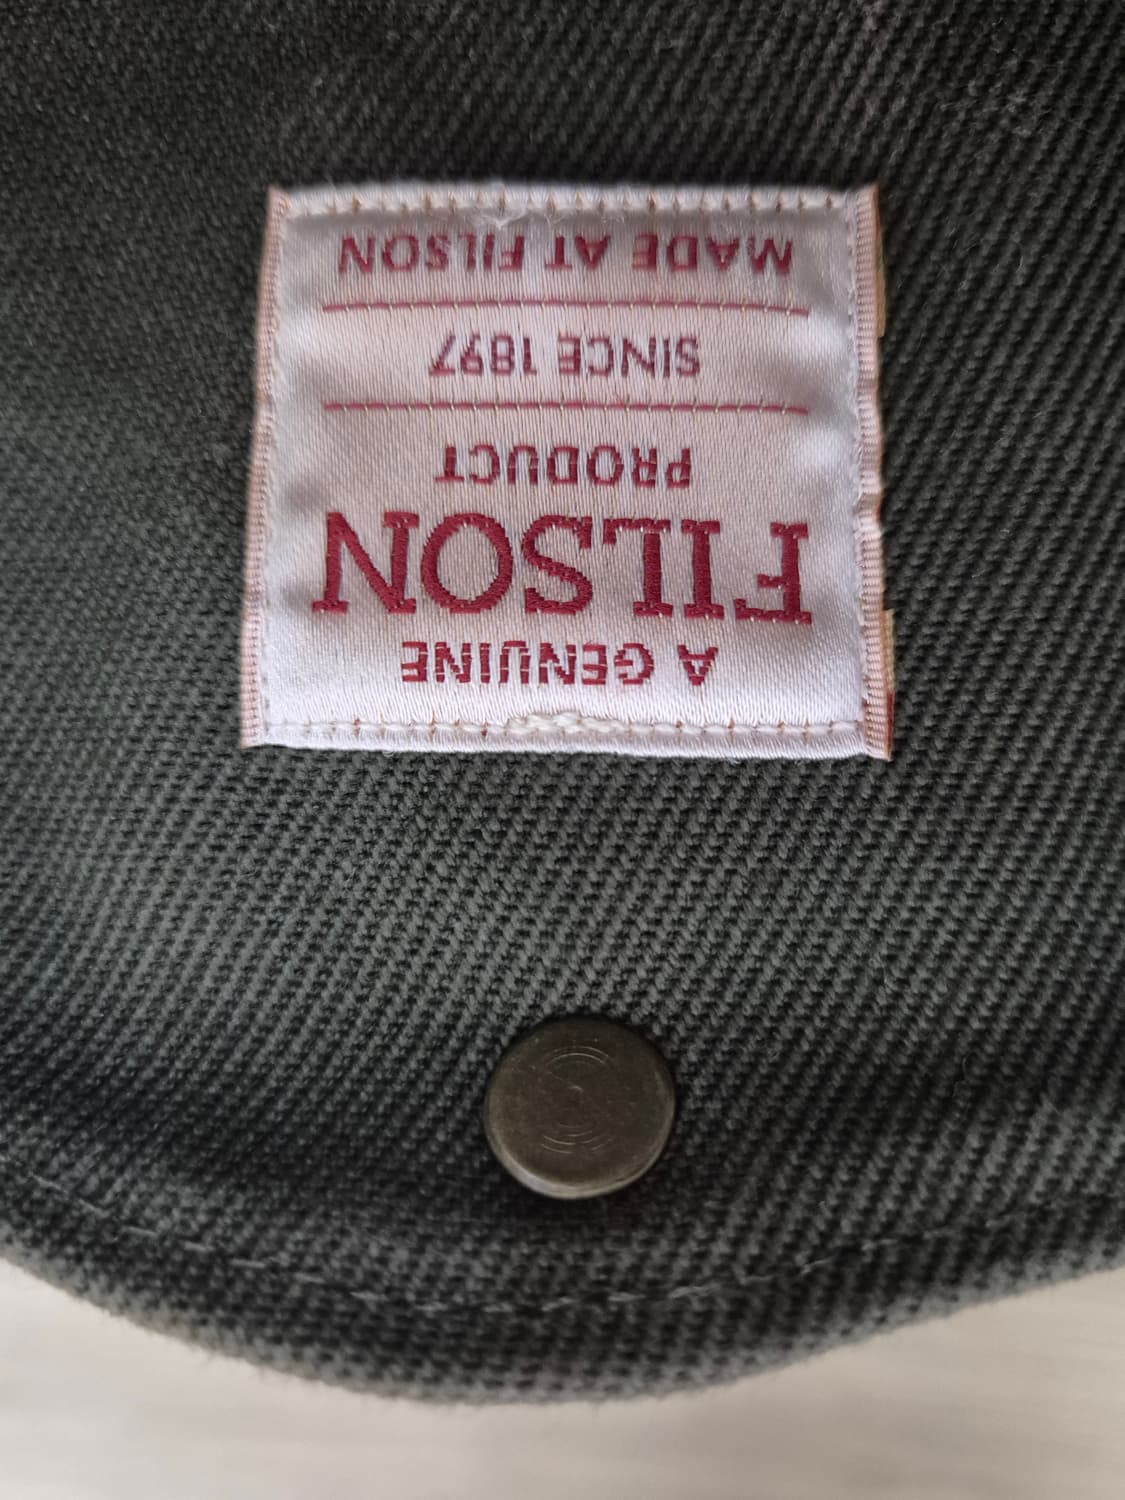 A GENUINE
FILSON
PRODUCT
SINCE 1897
MADE AT FILSON